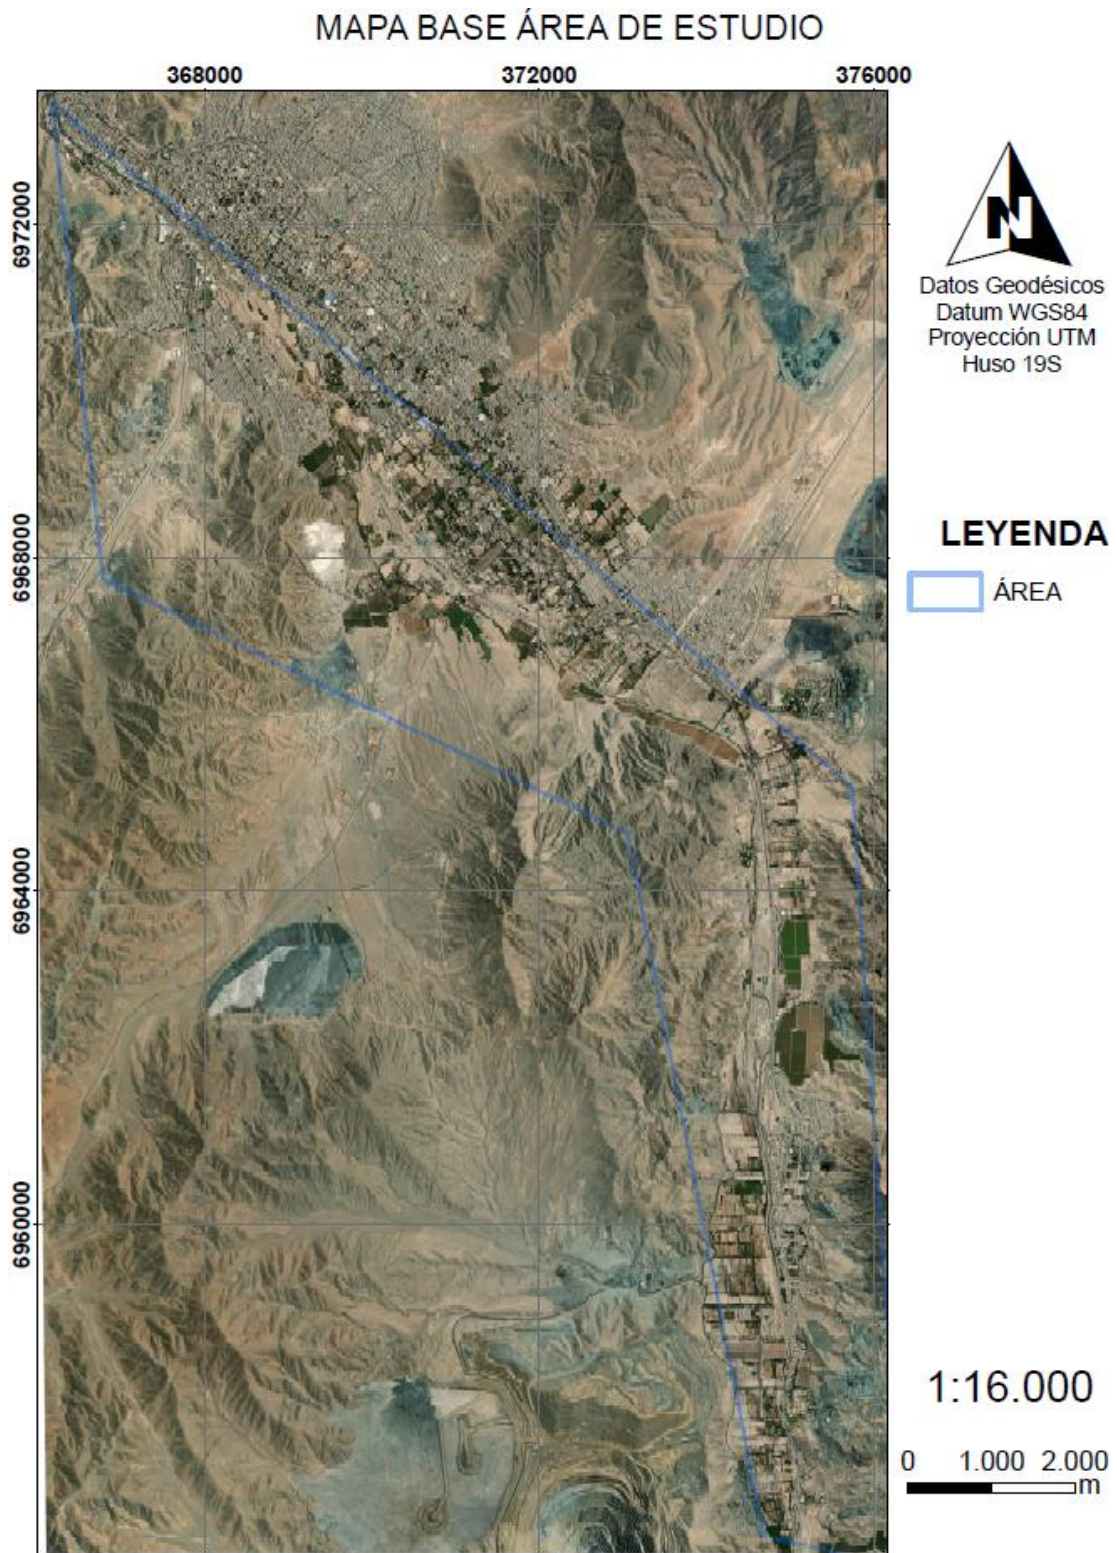 MAPA BASE ÁREA DE ESTUDIO
368000 372000 376000
6972000
6968000
6964000
6960000
N
Datos Geodésicos
Datum WGS84
Proyección UTM
Huso 19S
LEYENDA
ÁREA
1:16.000
0 1.000 2.000
m